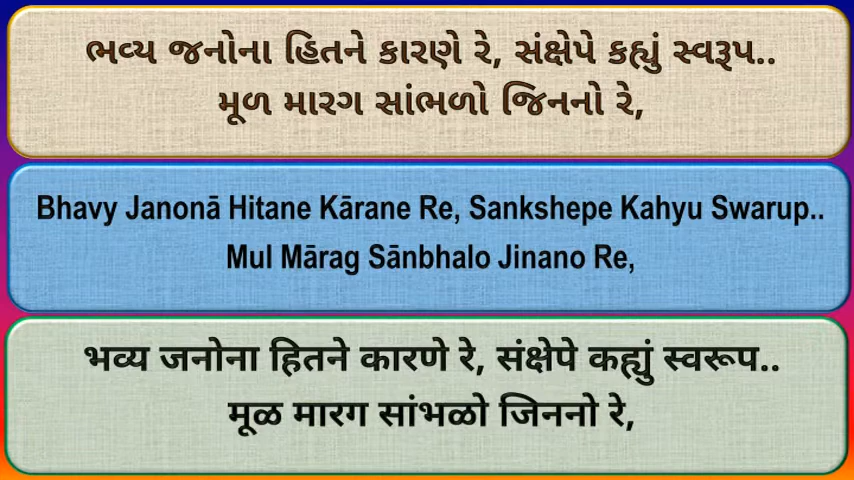 ભવ્ય જનોના હિતને કારણે રે, સંક્ષેપે કહ્યું સ્વરૂપ..
મૂળ મારગ સાંભળો જિનનો રે,
Bhavy Janonā Hitane Kārane Re, Sankshepe Kahyu Swarup..
Mul Mārag Sānbhalo Jinano Re,
भव्य जनोना हितने कारणे रे, संक्षेपे कह्युं स्वरूप..
मूळ मारग सांभळो जिननो रे,